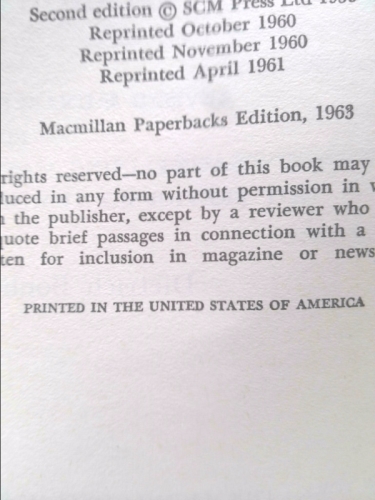 Second edition © SCM Press Ltd
Reprinted October 1960
Reprinted November 1960
Reprinted April 1961
Macmillan Paperbacks Edition, 1963
rights reserved—no part of this book may
uced in any form without permission in
the publisher, except by a reviewer who
quote brief passages in connection with a
ten for inclusion in magazine or news
PRINTED IN THE UNITED STATES OF AMERICA